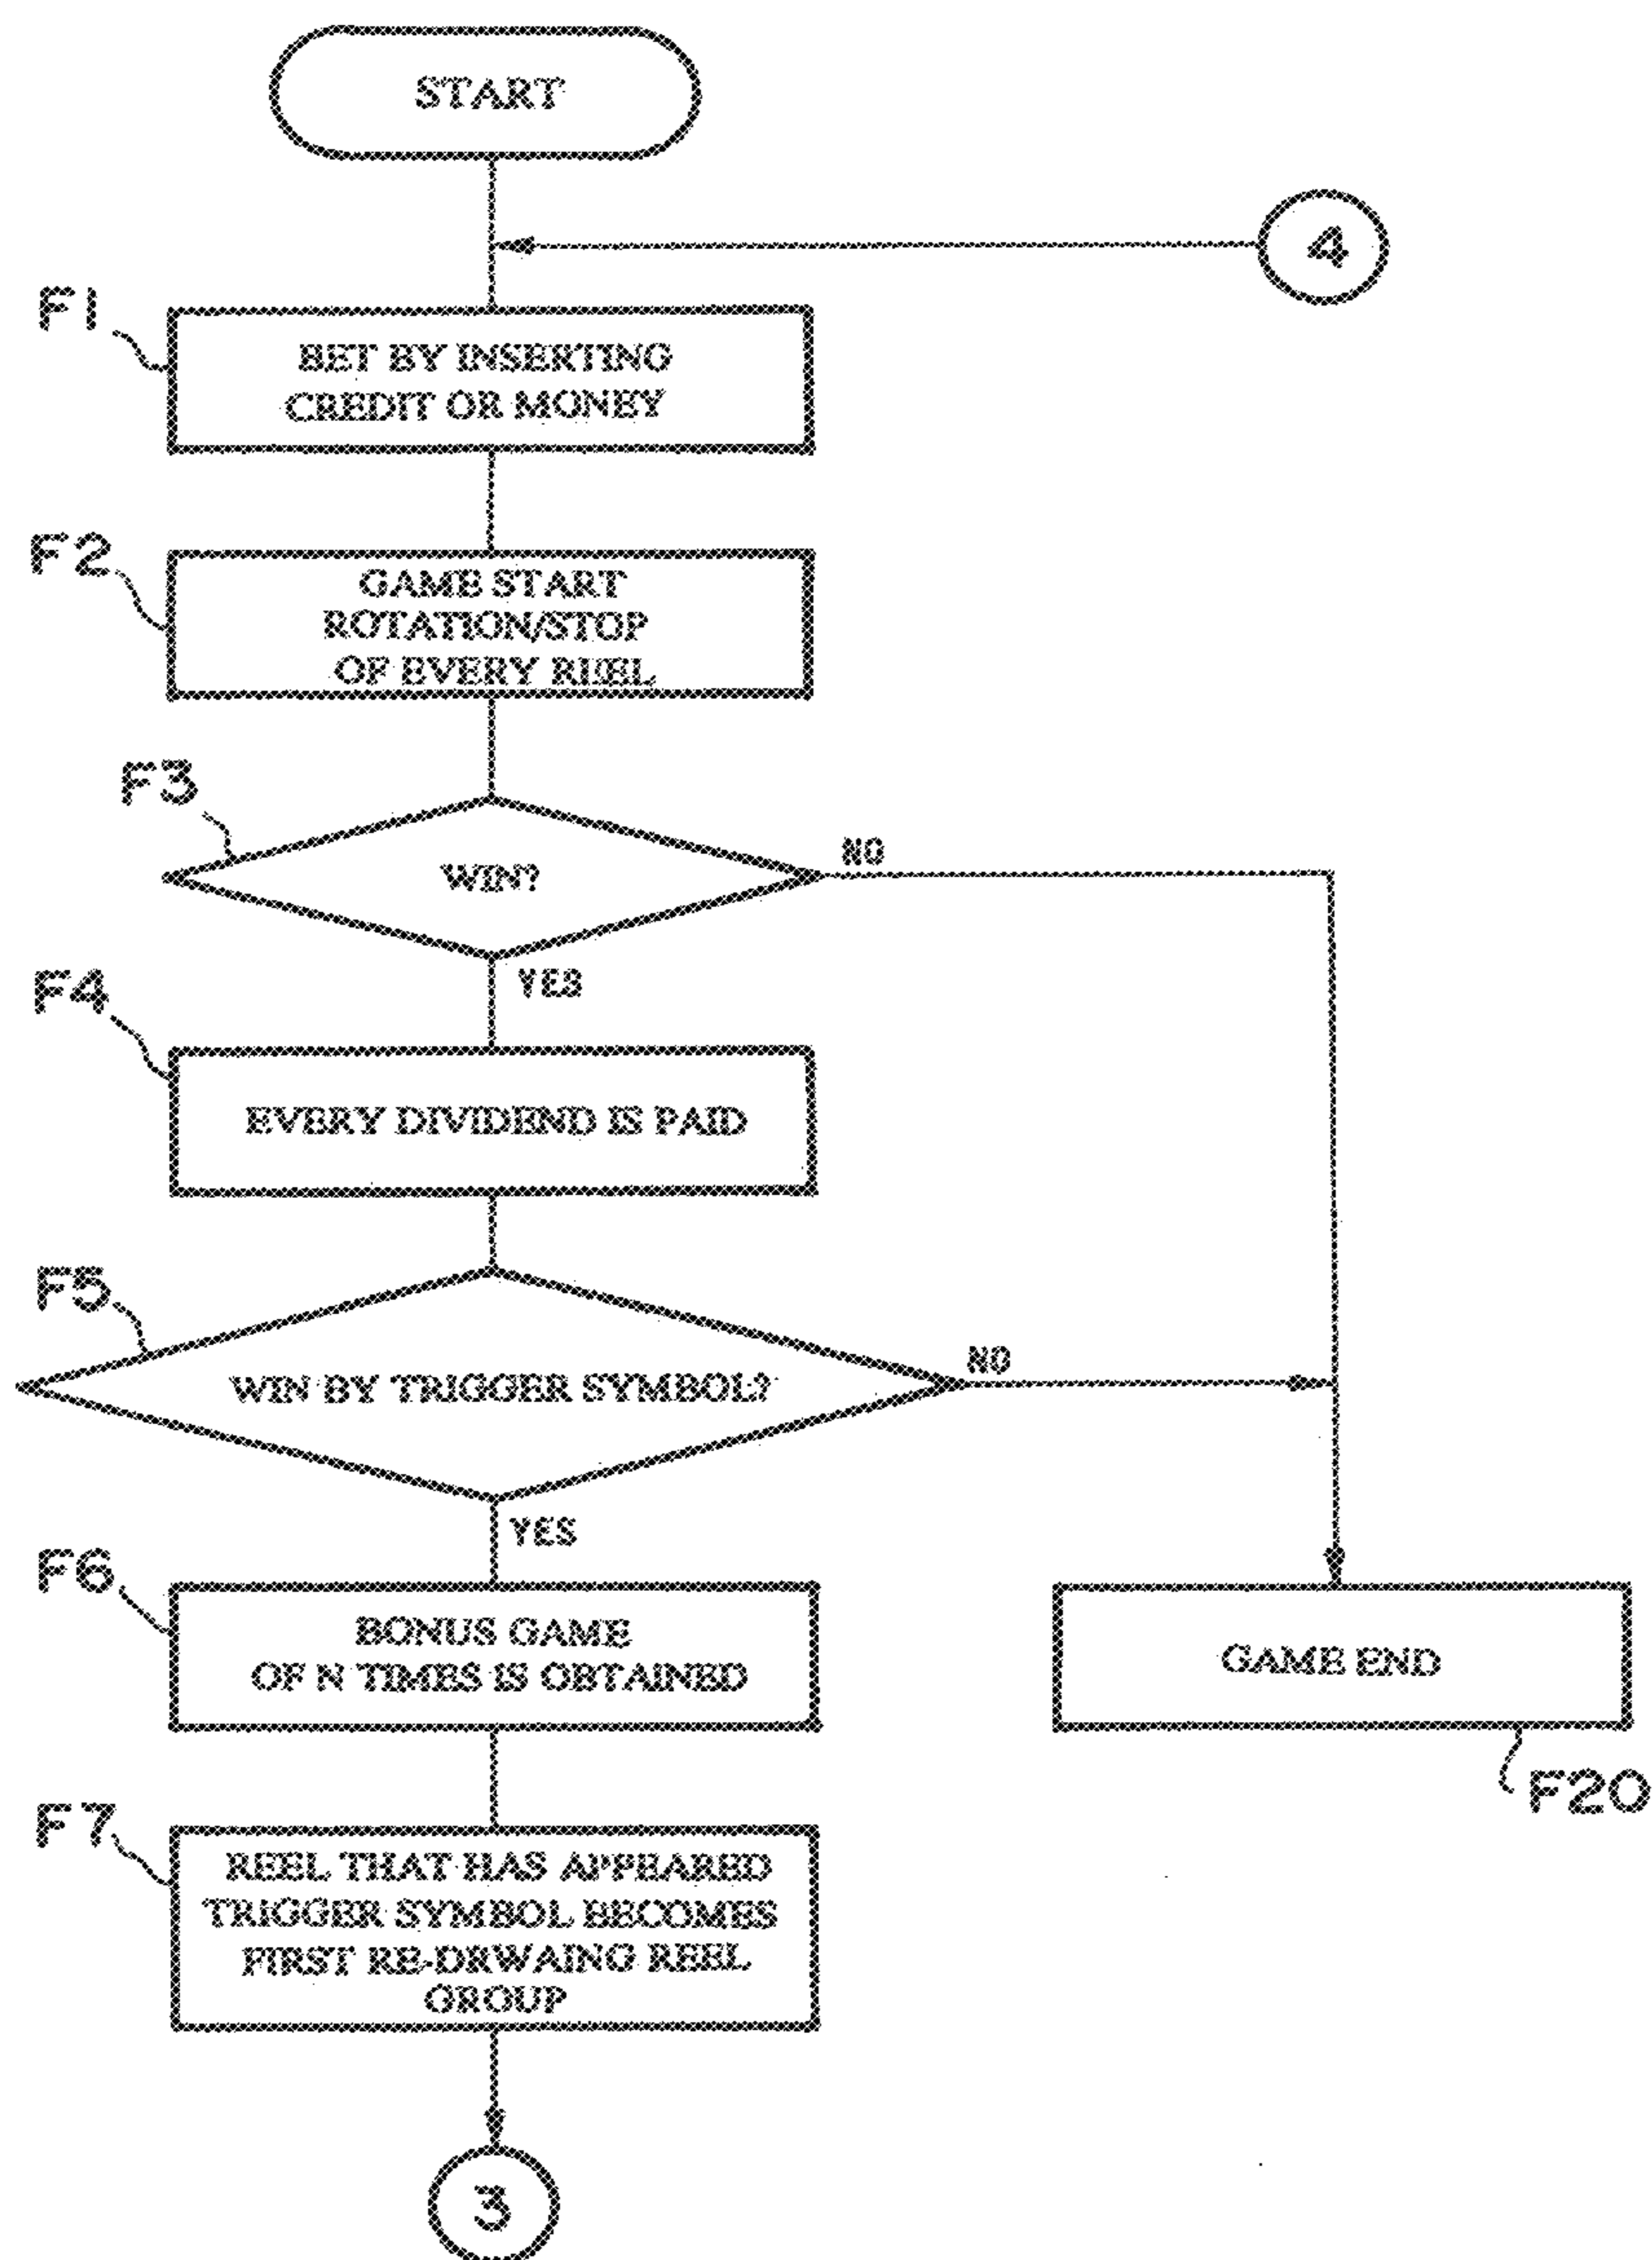 START
4
F1
BET BY INSERTING
CREDIT OR MONEY
F2
GAME START
ROTATION/STOP
OF EVERY REEL
F3
WIN?
NO
YES
F4
EVERY DIVIDEND IS PAID
F5
WIN BY TRIGGER SYMBOL?
NO
YES
F6
BONUS GAME
OF N TIMES IS OBTAINED
GAME END
F20
F7
REEL THAT HAS APPEARED
TRIGGER SYMBOL BECOMES
FIRST RE-DRWAING REEL
GROUP
3